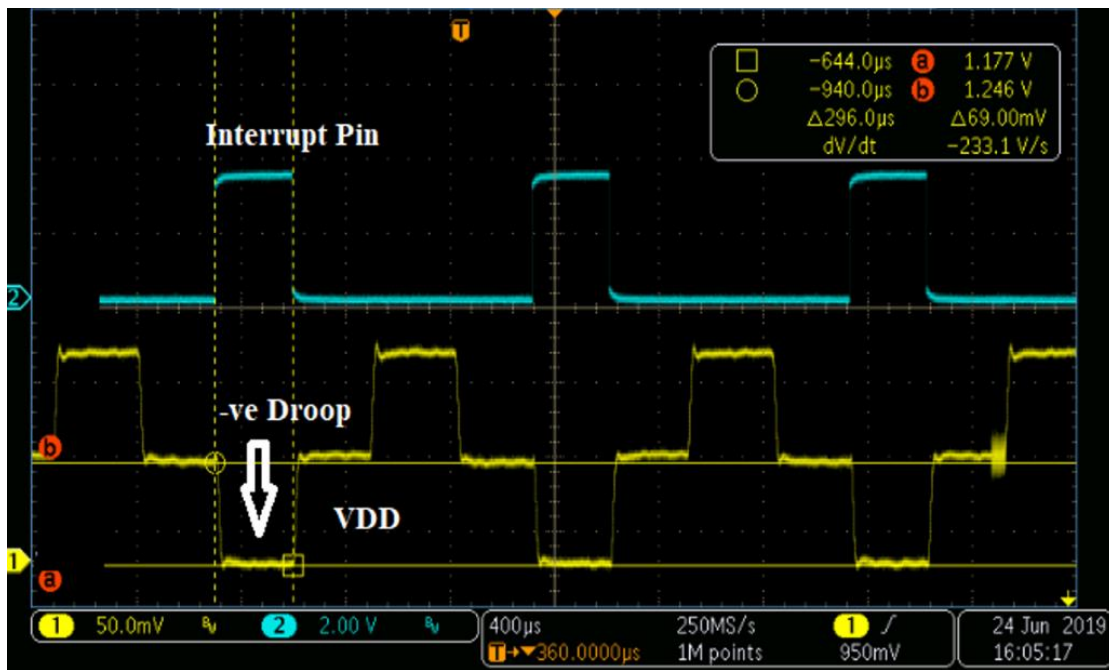 T
-644.0µs a 1.177 V
-940.0µs b 1.246 V
Δ296.0µs Δ69.00mV
dV/dt -233.1 V/s
Interrupt Pin
2
-ve Droop
b
VDD
1
a
1 50.0mV BW 2 2.00 V BW 400µs 250MS/s 1 / 24 Jun 2019
T→▼360.0000µs 1M points 950mV 16:05:17